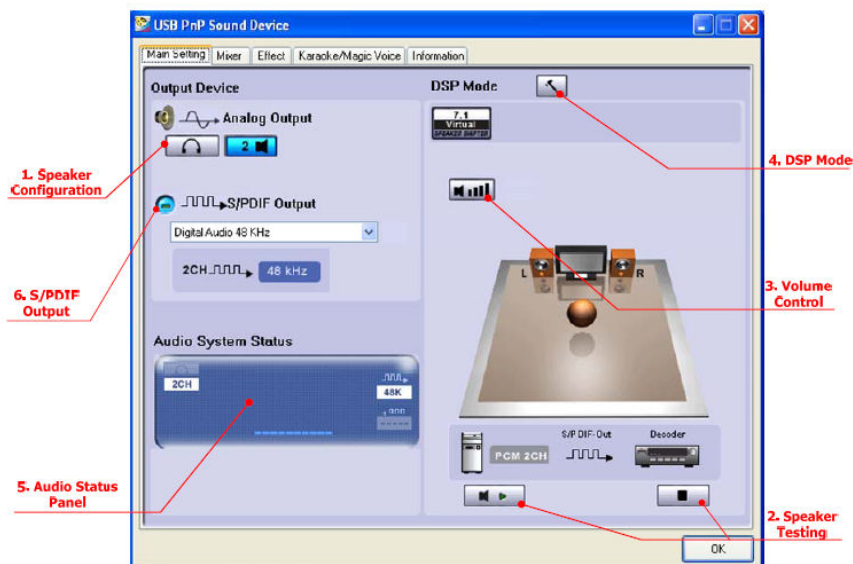 USB PnP Sound Device
Main Setting Mixer Effect Karaoke/Magic Voice Information
Output Device
Analog Output
2
S/PDIF Output
Digital Audio 48 KHz
2CH 48 kHz
Audio System Status
2CH
48K
-----
DSP Mode
7.1
Virtual
SPEAKER SHIFTER
L R
PCM 2CH
S/PDIF-Out
Decoder
OK
1. Speaker
Configuration
6. S/PDIF
Output
5. Audio Status
Panel
4. DSP Mode
3. Volume
Control
2. Speaker
Testing